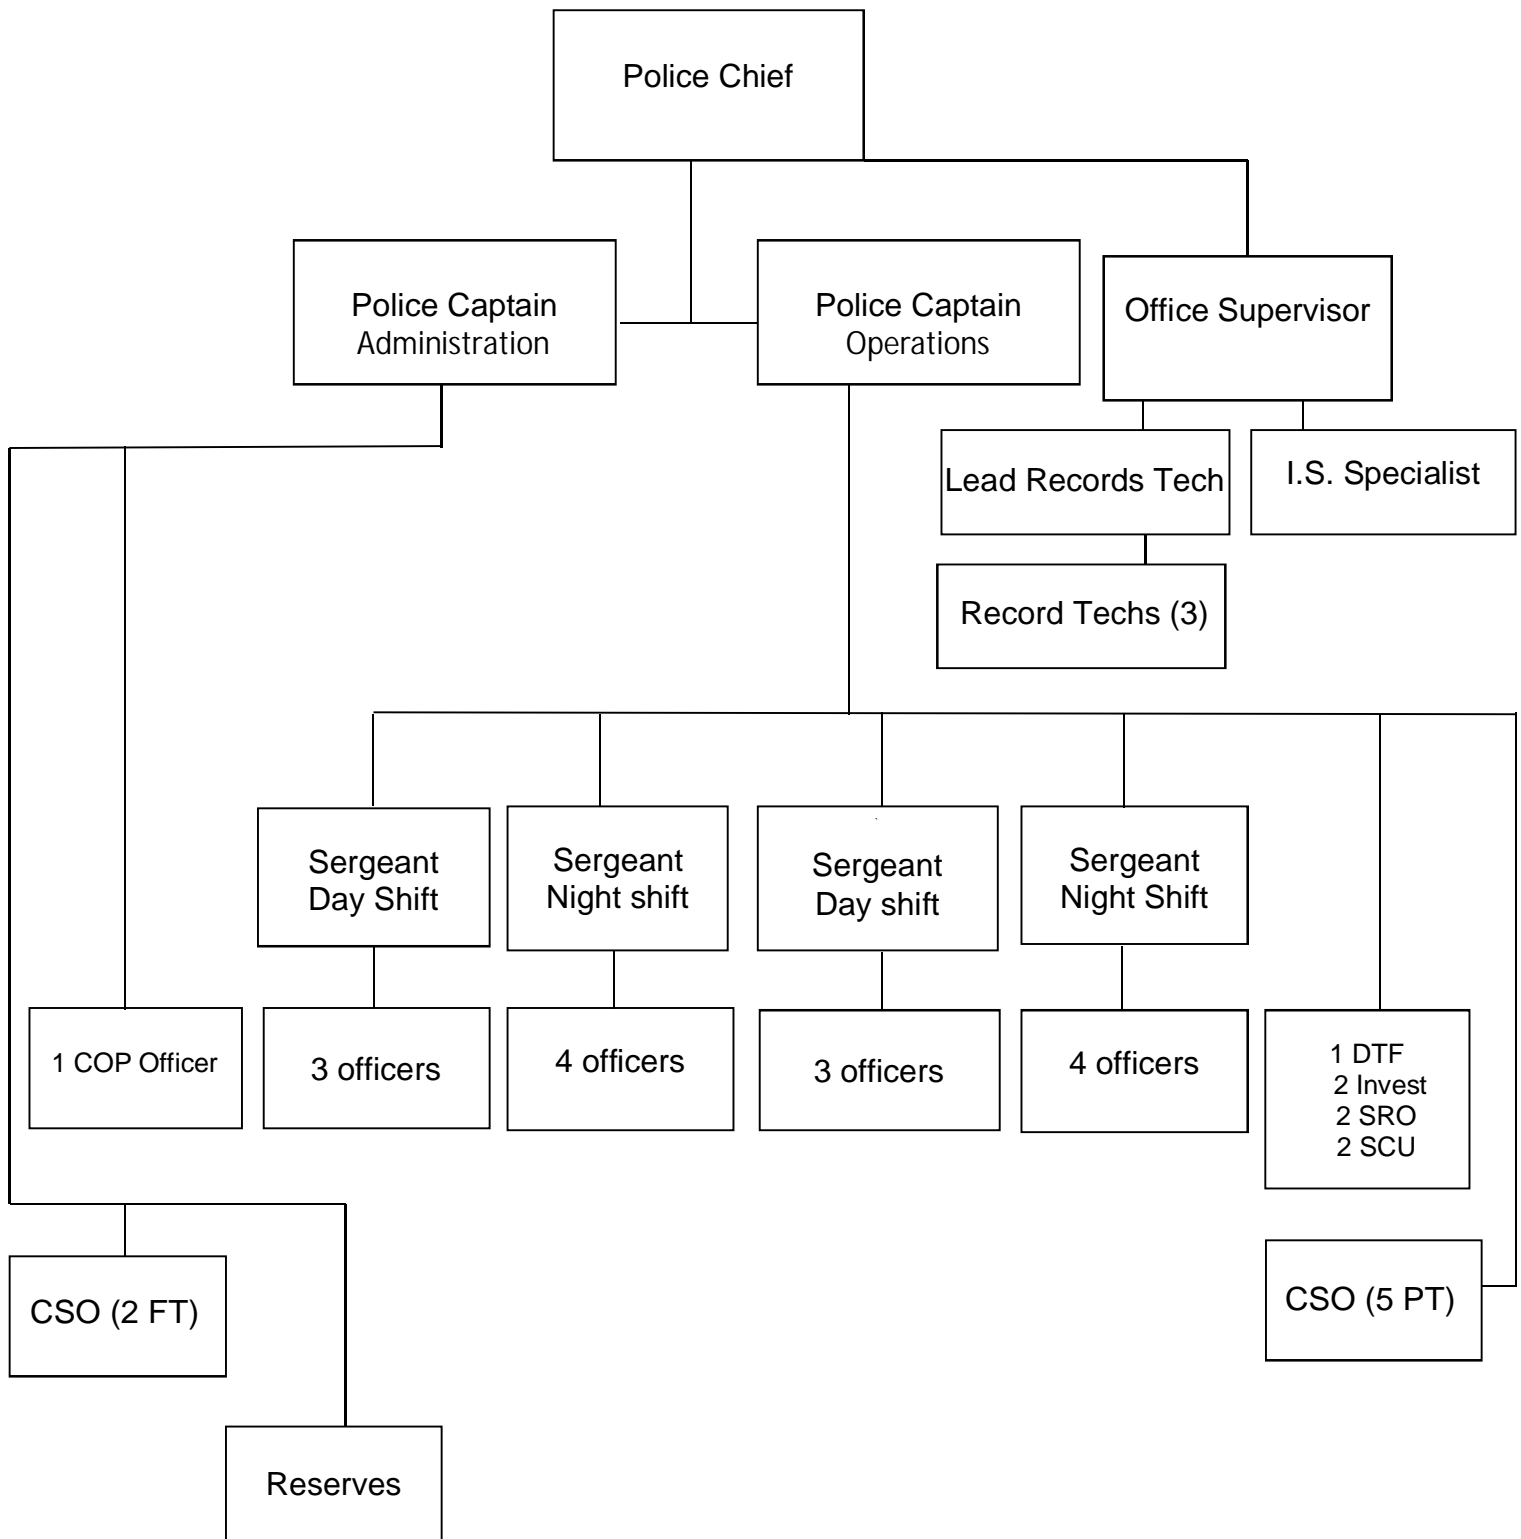 Police Chief
Police Captain
Administration
Police Captain
Operations
Office Supervisor
Lead Records Tech
I.S. Specialist
Record Techs (3)
Sergeant
Day Shift
Sergeant
Night shift
Sergeant
Day shift
Sergeant
Night Shift
1 COP Officer
3 officers
4 officers
3 officers
4 officers
1 DTF
2 Invest
2 SRO
2 SCU
CSO (2 FT)
CSO (5 PT)
Reserves